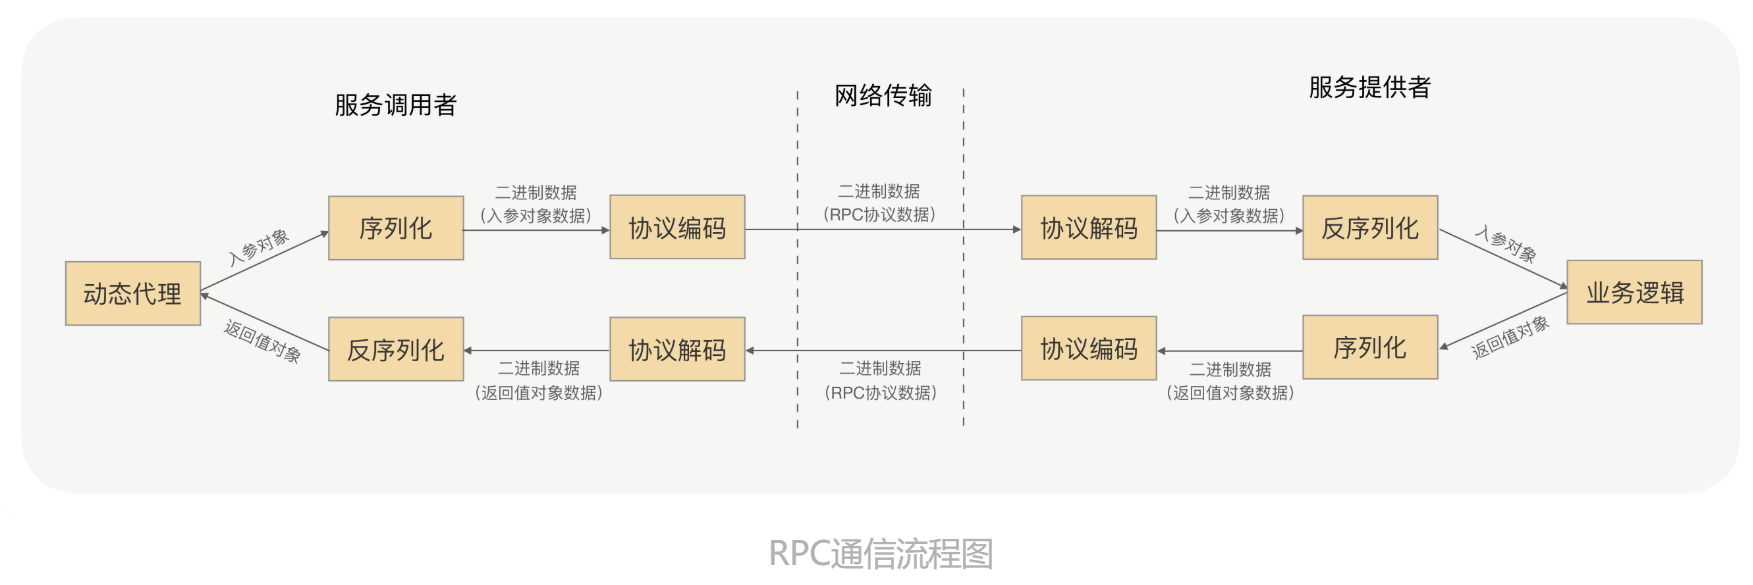 服务调用者
网络传输
服务提供者
动态代理
入参对象
序列化
二进制数据
(入参对象数据)
协议编码
二进制数据
(RPC协议数据)
协议解码
二进制数据
(入参对象数据)
反序列化
入参对象
业务逻辑
返回值对象
序列化
二进制数据
(返回值对象数据)
协议编码
二进制数据
(RPC协议数据)
协议解码
二进制数据
(返回值对象数据)
反序列化
返回值对象
RPC通信流程图